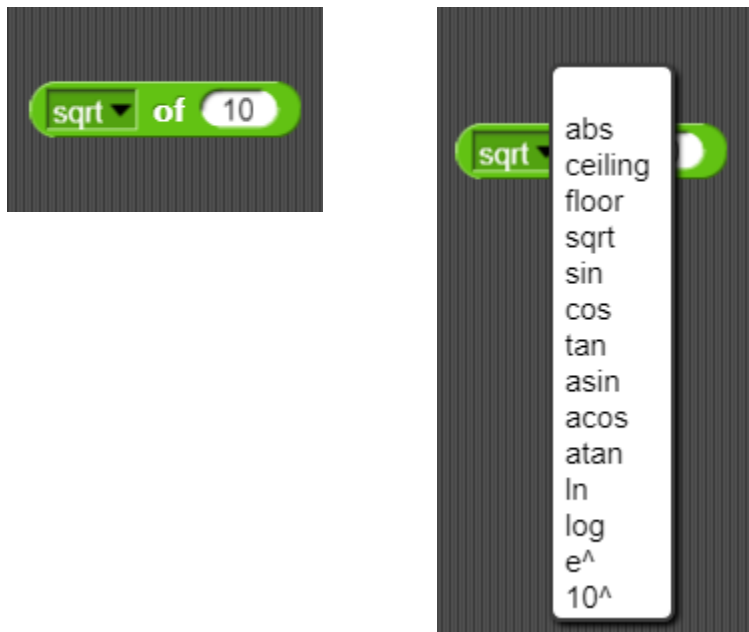 sqrt of 10
abs
ceiling
floor
sqrt
sqrt
sin
cos
tan
asin
acos
atan
ln
log
e^
10^